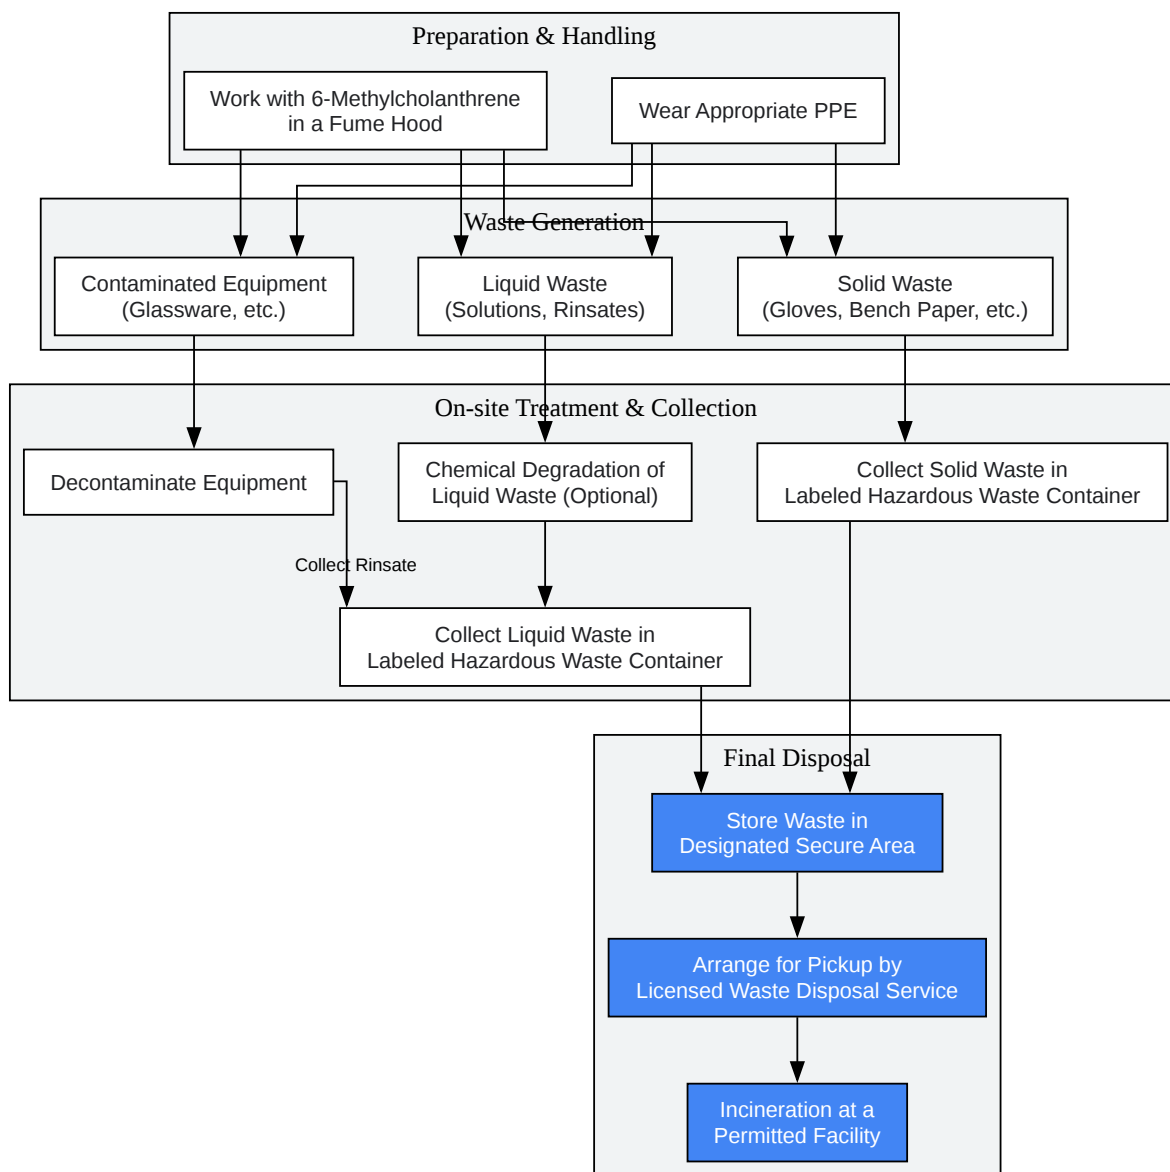 Preparation & Handling
Work with 6-Methylcholanthrene
in a Fume Hood
Wear Appropriate PPE
Waste Generation
Contaminated Equipment
(Glassware, etc.)
Liquid Waste
(Solutions, Rinsates)
Solid Waste
(Gloves, Bench Paper, etc.)
On-site Treatment & Collection
Decontaminate Equipment
Chemical Degradation of
Liquid Waste (Optional)
Collect Solid Waste in
Labeled Hazardous Waste Container
Collect Rinsate
Collect Liquid Waste in
Labeled Hazardous Waste Container
Final Disposal
Store Waste in
Designated Secure Area
Arrange for Pickup by
Licensed Waste Disposal Service
Incineration at a
Permitted Facility